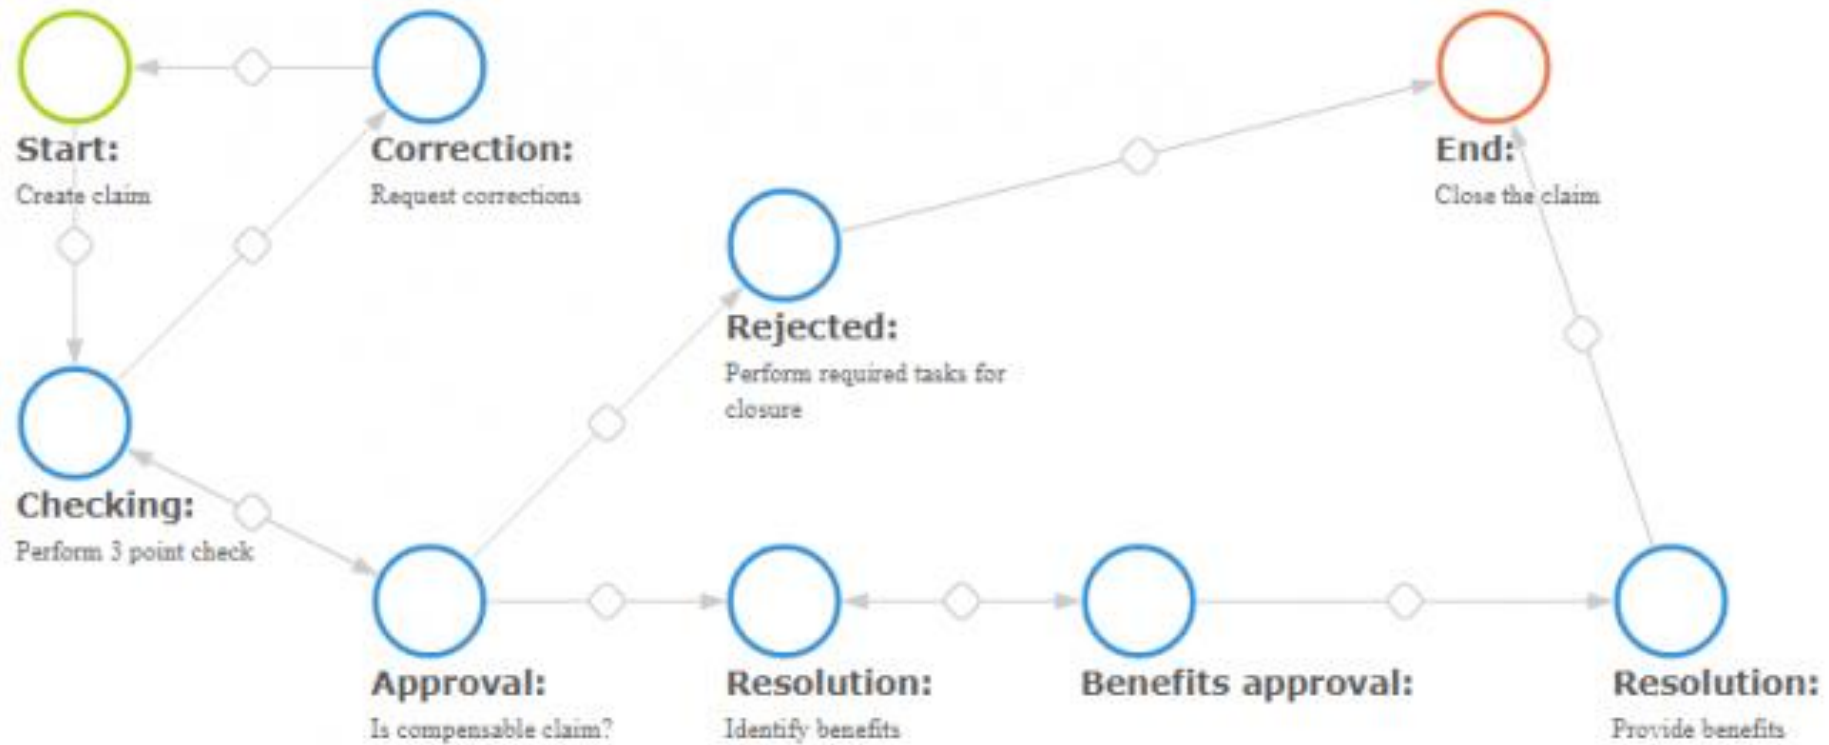 Start:
Create claim
Correction:
Request corrections
End:
Close the claim
Rejected:
Perform required tasks for
closure
Checking:
Perform 3 point check
Approval:
Is compensable claim?
Resolution:
Identify benefits
Benefits approval:
Resolution:
Provide benefits